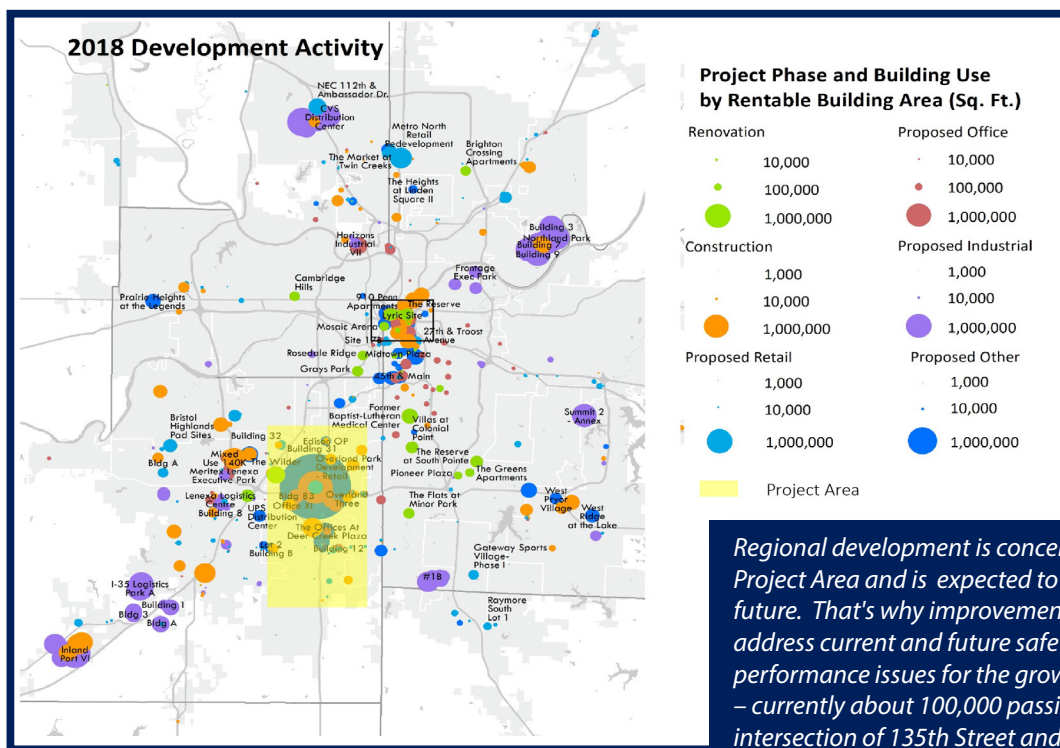 2018 Development Activity
NEC 112th &
Ambassador Dr.
CVS
Distribution
Center
Metro North
Retail
Redevelopment
The Market at
Twin Creeks
Brighton
Crossing
Apartments
The Heights
at Linden
Square II
Horizons
Industrial
VII
Building 3
Northland Park
Building 7
Building 9
Frontage
Exec Park
Cambridge
Hills
Prairie Heights
at the Legends
910 Penn
Apartments
The Reserve
Lyric Site
Mosaic Arena
27th & Troost
Avenue
Rosedale Ridge
Midtown Plaza
Grays Park
45th & Main
Former
Baptist-Lutheran
Medical Center
Villas at
Colonial
Point
Summit 2
- Annex
Bristol
Highlands
Pad Sites
Building 32
Edison OP
Building 31
Mixed
Use 140K
The Wilder
Overland Park
Development
Retail
Bldg A
Meritex Lenexa
Executive Park
The Reserve
at South Pointe
Pioneer Plaza
The Greens
Apartments
Lenexa Logistics
Centre
Building 8
Bldg 83
Office XI
Overland
Three
The Flats at
Minor Park
West
Pryor
Village
West
Ridge
at the Lake
UPS
Distribution
Center
The Offices At
Deer Creek Plaza
Lot 2
Building B
Building "12"
Gateway Sports
Village-
Phase I
#1B
I-35 Logistics
Park A
Building 1
Bldg 3
Bldg A
Raymore
South
Lot 1
Inland
Port VI
Project Phase and Building Use
by Rentable Building Area (Sq. Ft.)
Renovation
10,000
100,000
1,000,000
Proposed Office
10,000
100,000
1,000,000
Construction
1,000
10,000
1,000,000
Proposed Industrial
1,000
10,000
1,000,000
Proposed Retail
1,000
10,000
1,000,000
Proposed Other
1,000
10,000
1,000,000
Project Area
Regional development is conce
Project Area and is expected to
future. That's why improvemen
address current and future safe
performance issues for the grow
– currently about 100,000 passi
intersection of 135th Street and